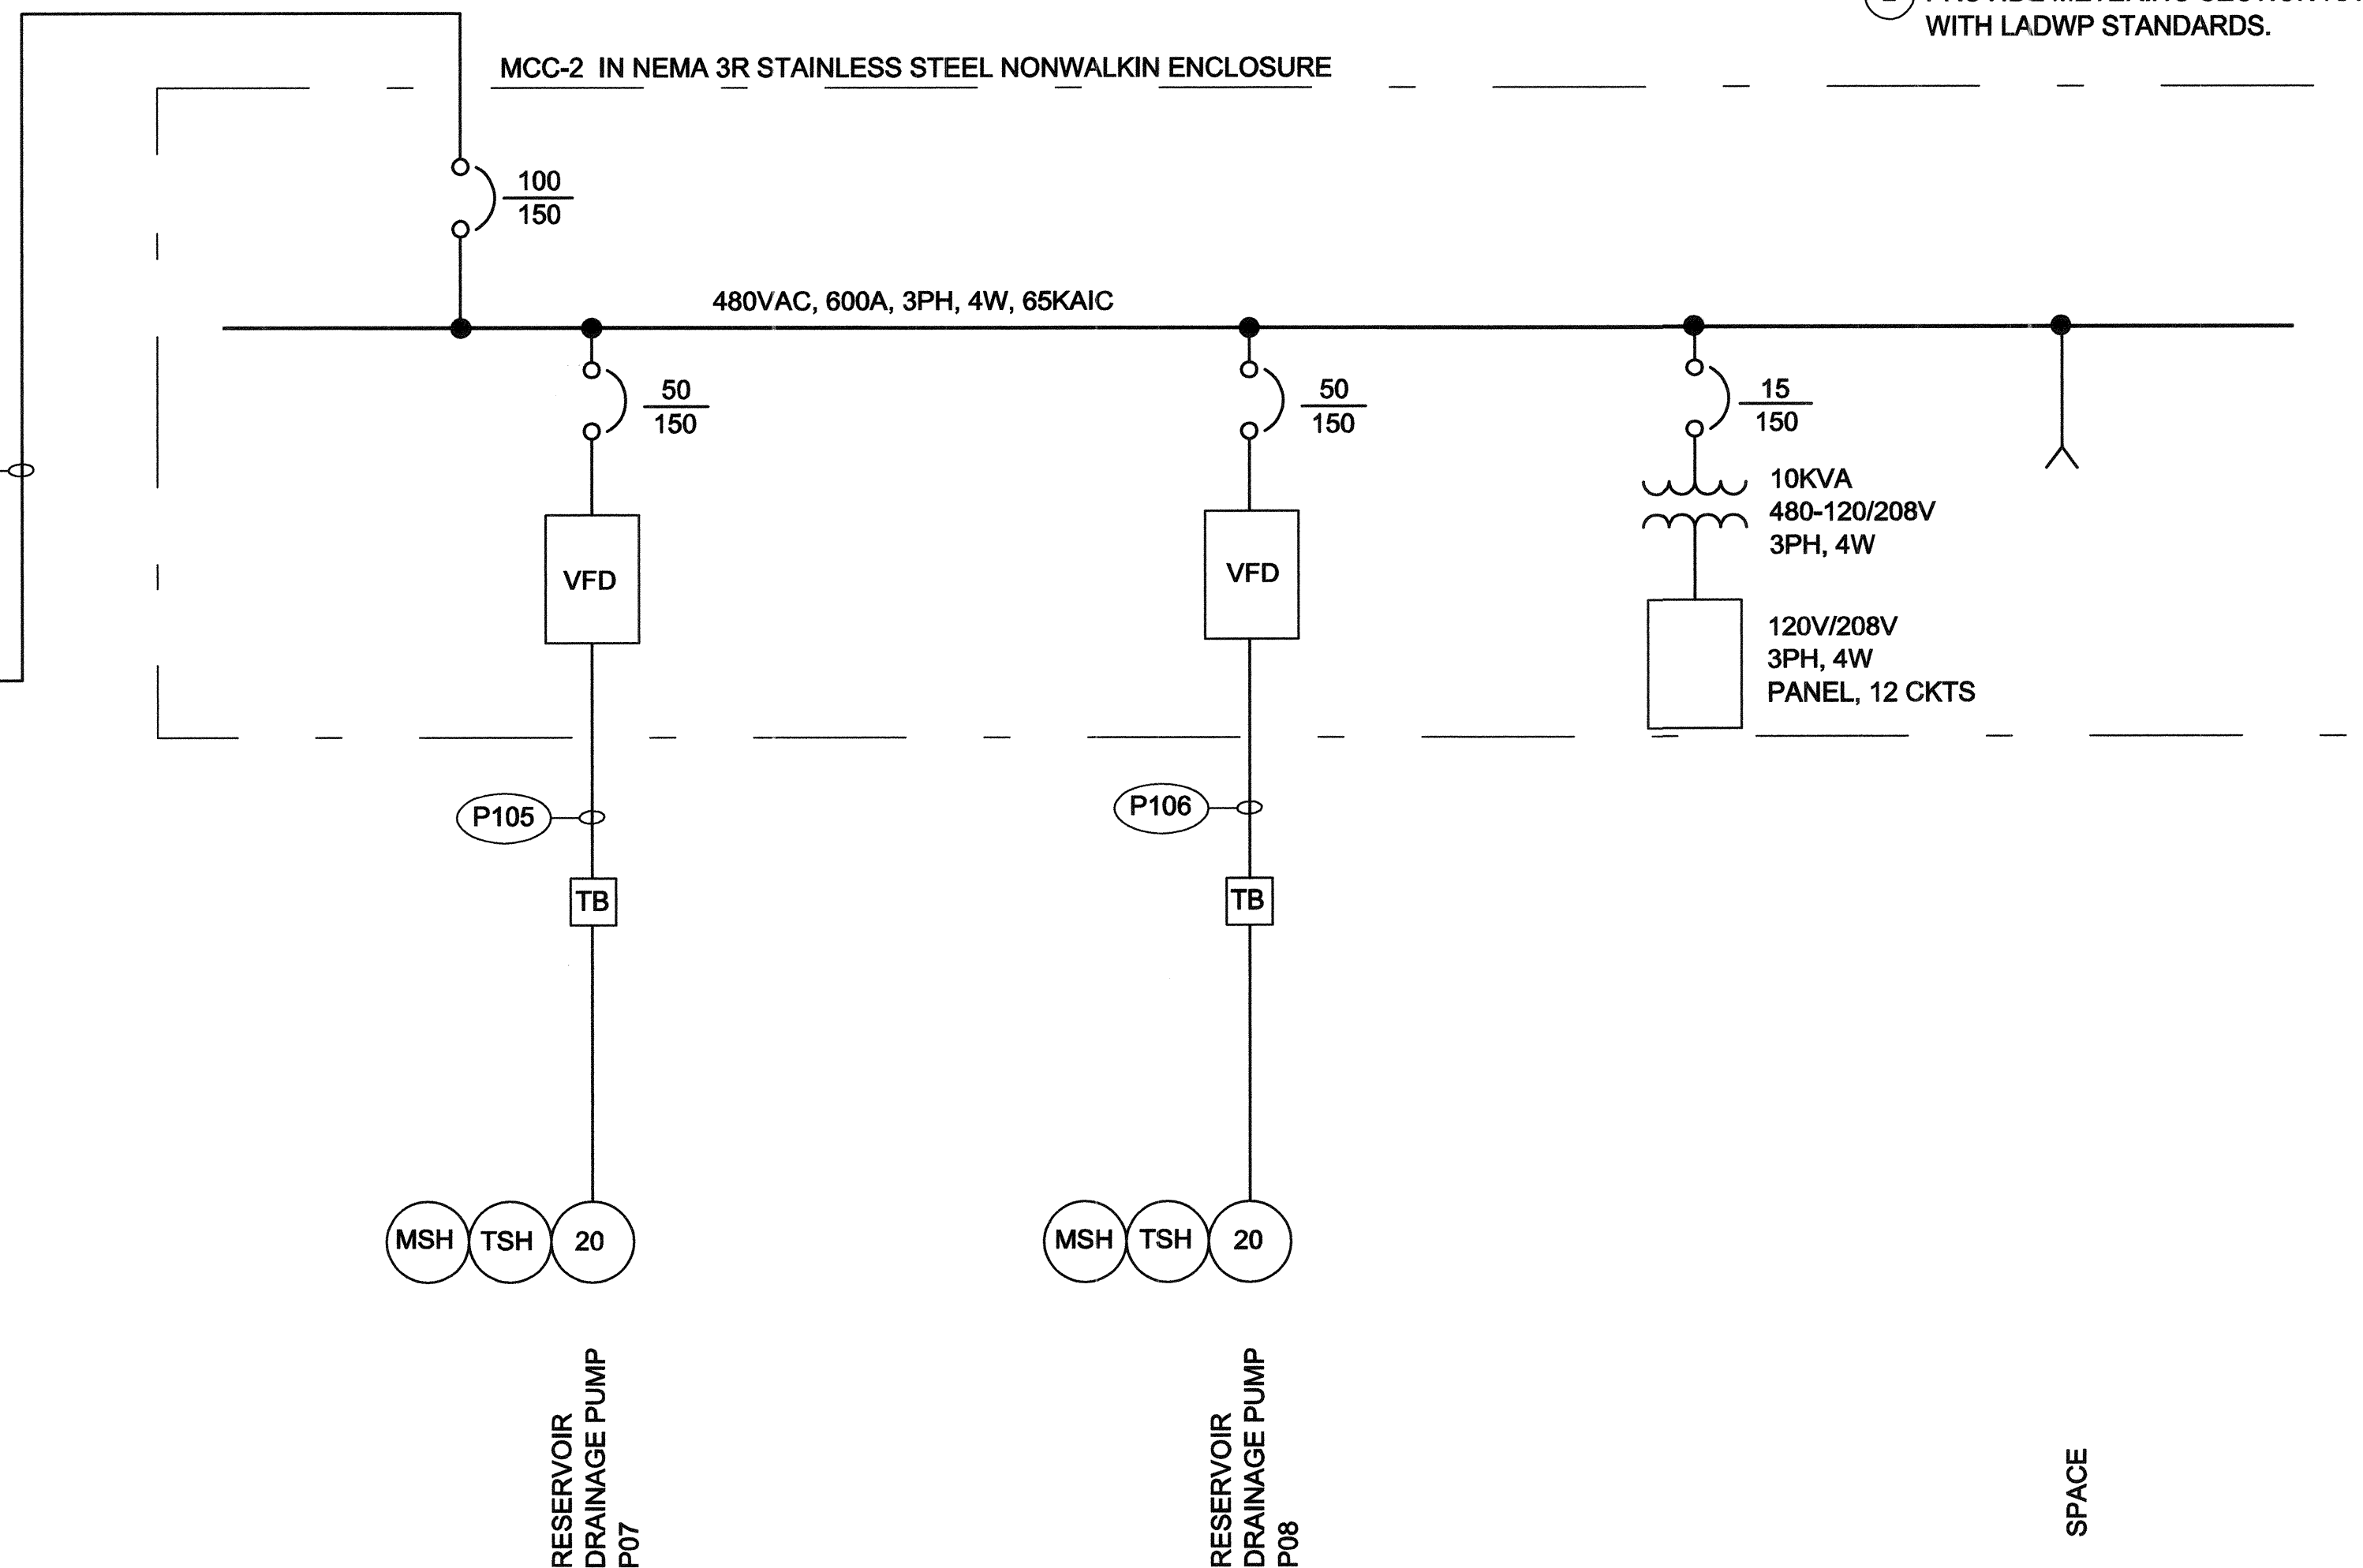 WITH LADWP STANDARDS.
MCC-2 IN NEMA 3R STAINLESS STEEL NONWALKIN ENCLOSURE
100
150
480VAC, 600A, 3PH, 4W, 65KAIC
50
150
50
150
15
150
10KVA
480-120/208V
3PH, 4W
VFD
VFD
120V/208V
3PH, 4W
PANEL, 12 CKTS
P105
P106
TB
TB
MSH
TSH
20
MSH
TSH
20
RESERVOIR
DRAINAGE PUMP
P07
RESERVOIR
DRAINAGE PUMP
P08
SPACE